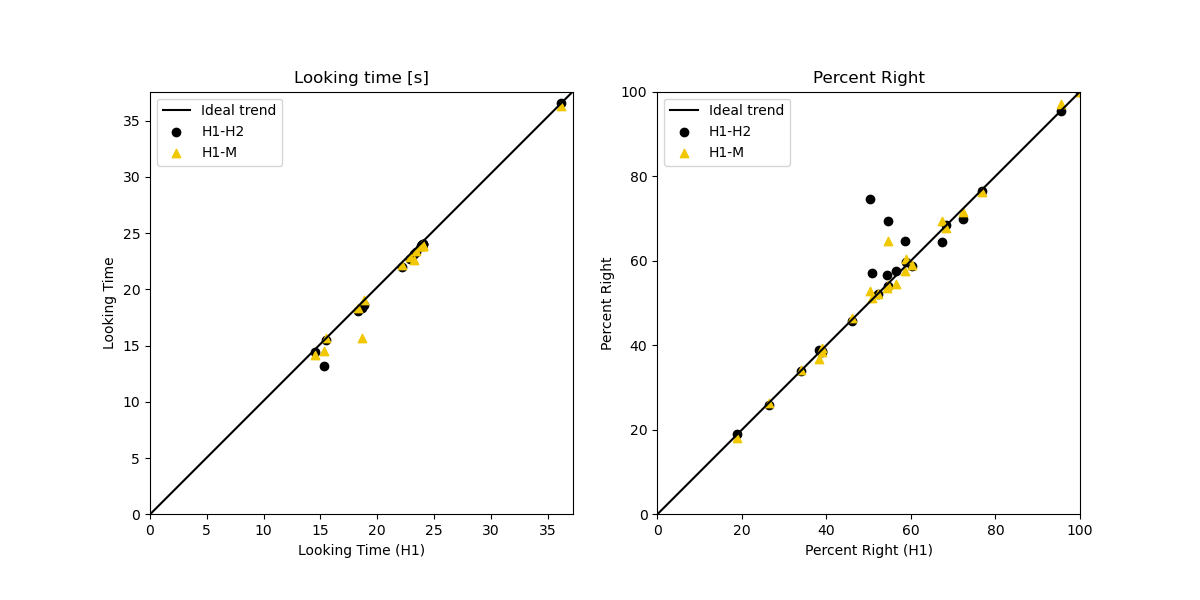 Looking time [s]
Ideal trend
H1-H2
H1-M
Looking Time
0
5
10
15
20
25
30
35
0
5
10
15
20
25
30
35
Looking Time (H1)
Percent Right
Ideal trend
H1-H2
H1-M
Percent Right
0
20
40
60
80
100
0
20
40
60
80
100
Percent Right (H1)